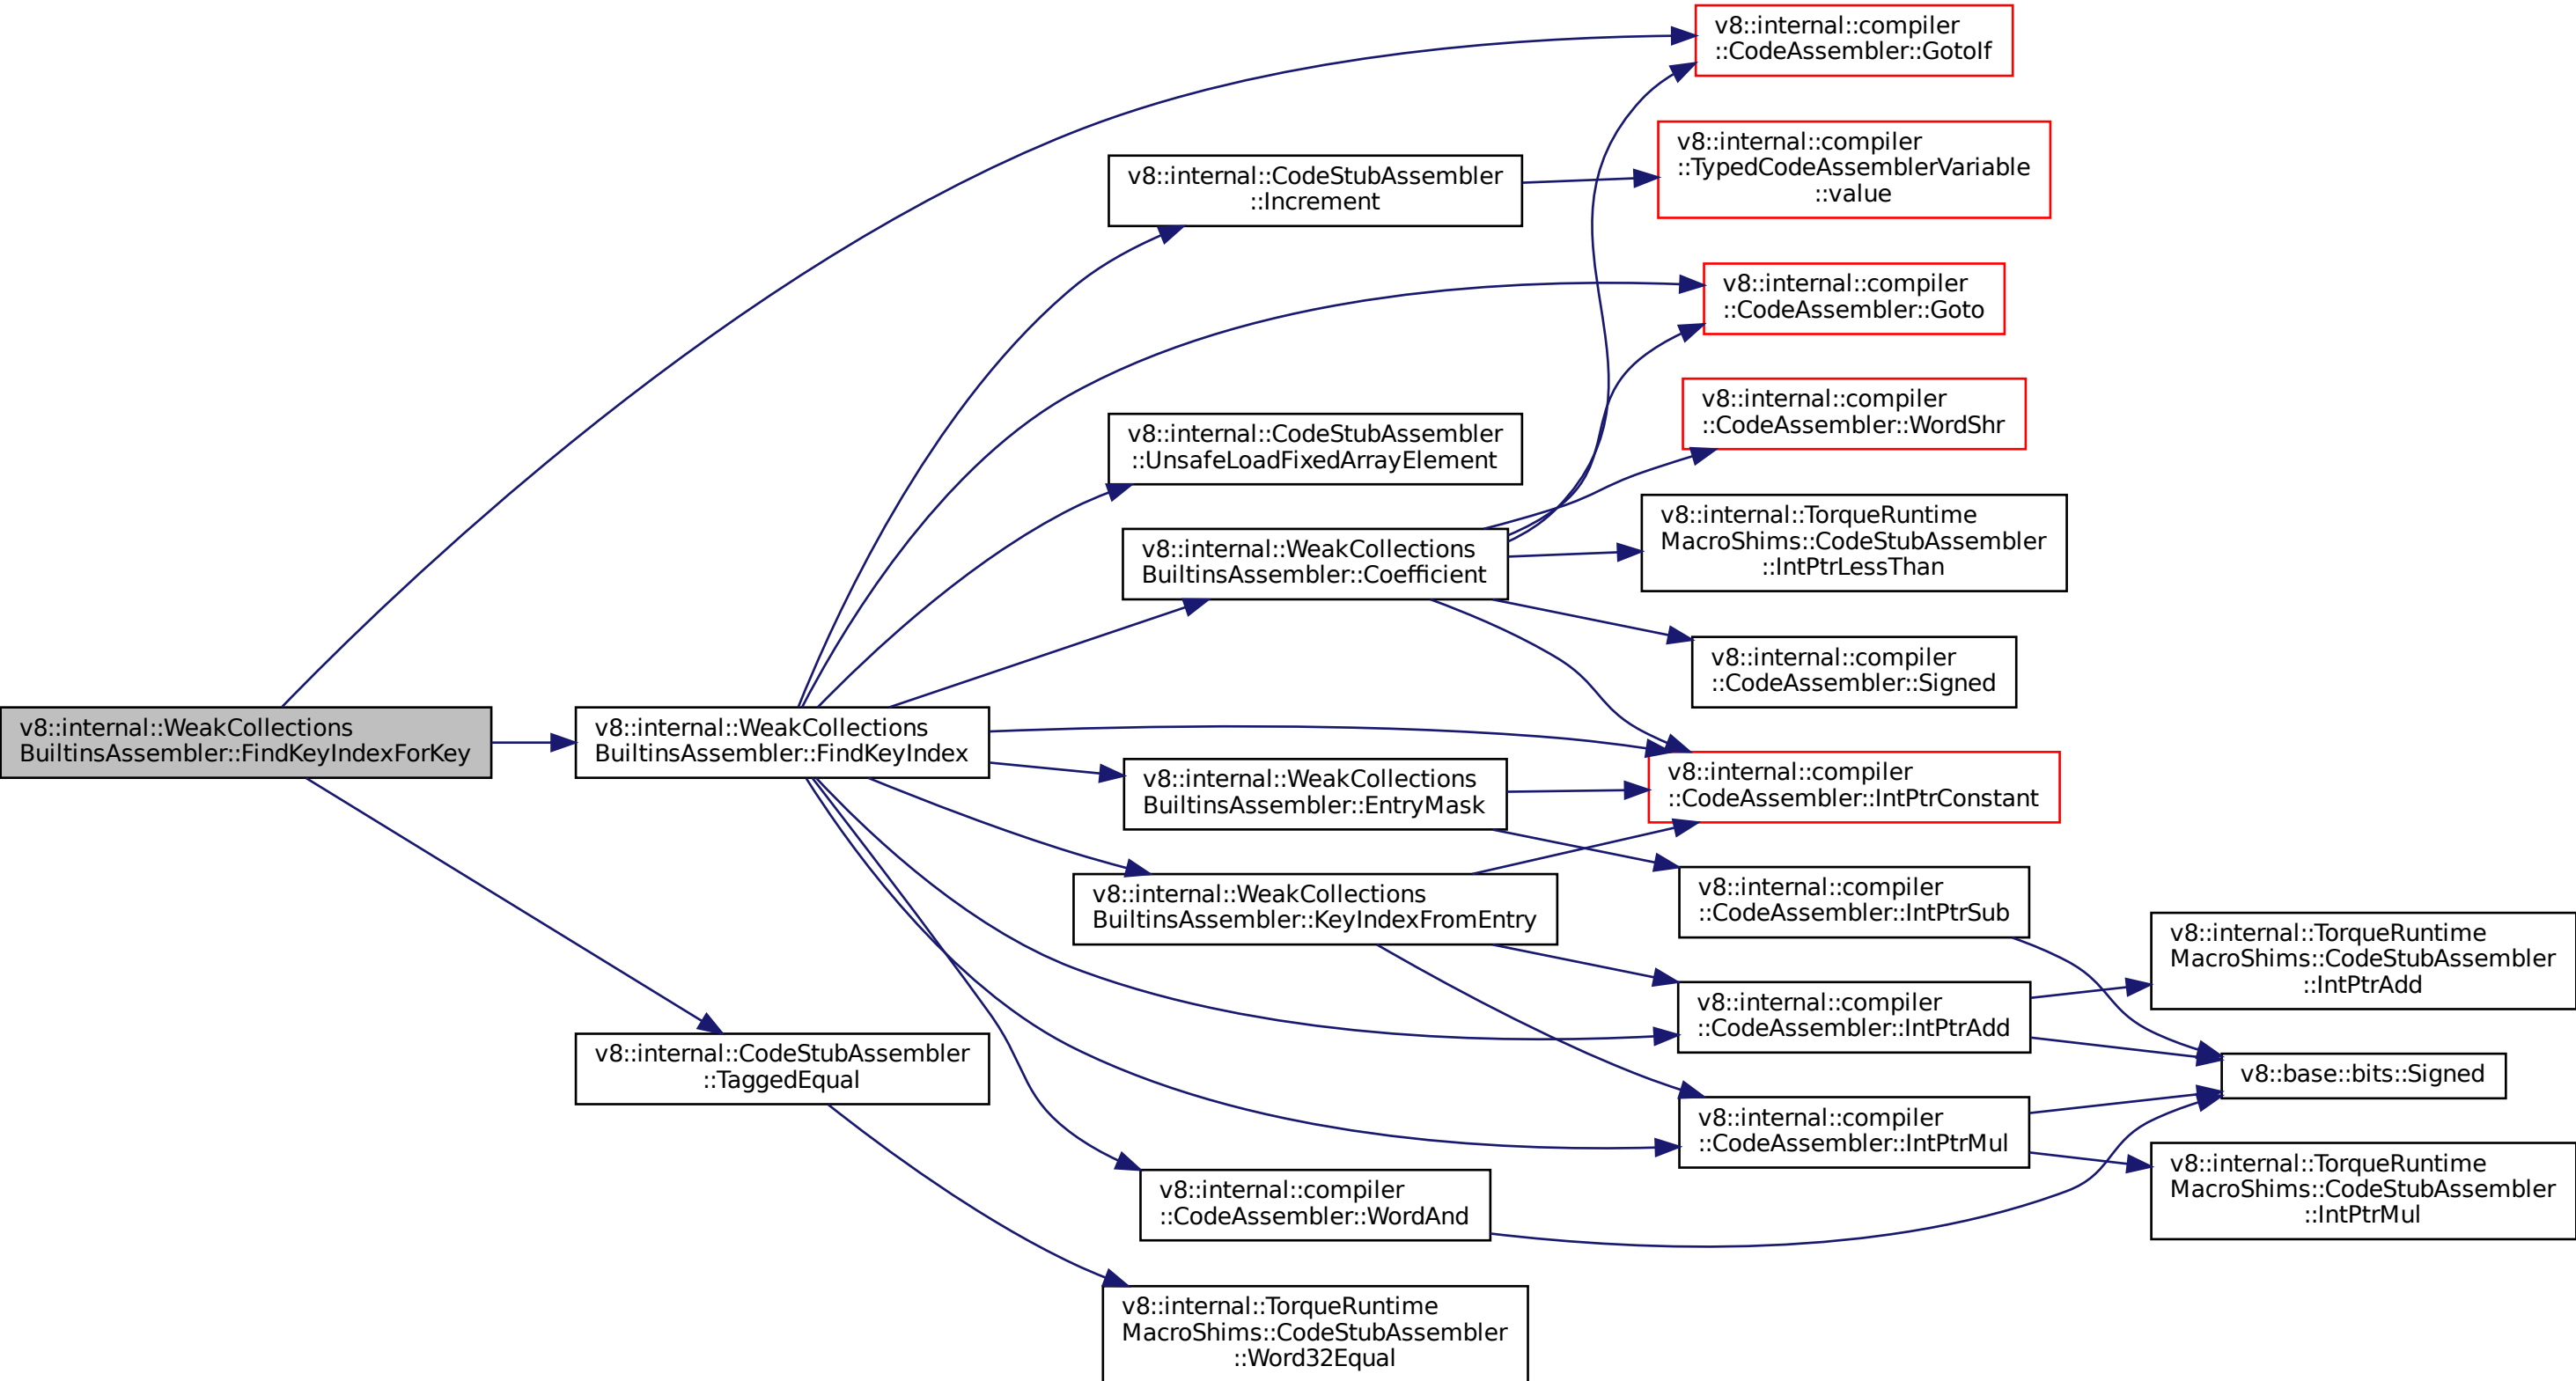 v8::internal::WeakCollections
BuiltinsAssembler::FindKeyIndexForKey
v8::internal::WeakCollections
BuiltinsAssembler::FindKeyIndex
v8::internal::CodeStubAssembler
::TaggedEqual
v8::internal::CodeStubAssembler
::Increment
v8::internal::CodeStubAssembler
::UnsafeLoadFixedArrayElement
v8::internal::WeakCollections
BuiltinsAssembler::Coefficient
v8::internal::WeakCollections
BuiltinsAssembler::EntryMask
v8::internal::WeakCollections
BuiltinsAssembler::KeyIndexFromEntry
v8::internal::compiler
::CodeAssembler::WordAnd
v8::internal::TorqueRuntime
MacroShims::CodeStubAssembler
::Word32Equal
v8::internal::compiler
::CodeAssembler::GotoIf
v8::internal::compiler
::TypedCodeAssemblerVariable
::value
v8::internal::compiler
::CodeAssembler::Goto
v8::internal::compiler
::CodeAssembler::WordShr
v8::internal::TorqueRuntime
MacroShims::CodeStubAssembler
::IntPtrLessThan
v8::internal::compiler
::CodeAssembler::Signed
v8::internal::compiler
::CodeAssembler::IntPtrConstant
v8::internal::compiler
::CodeAssembler::IntPtrSub
v8::internal::compiler
::CodeAssembler::IntPtrAdd
v8::internal::compiler
::CodeAssembler::IntPtrMul
v8::internal::TorqueRuntime
MacroShims::CodeStubAssembler
::IntPtrAdd
v8::base::bits::Signed
v8::internal::TorqueRuntime
MacroShims::CodeStubAssembler
::IntPtrMul